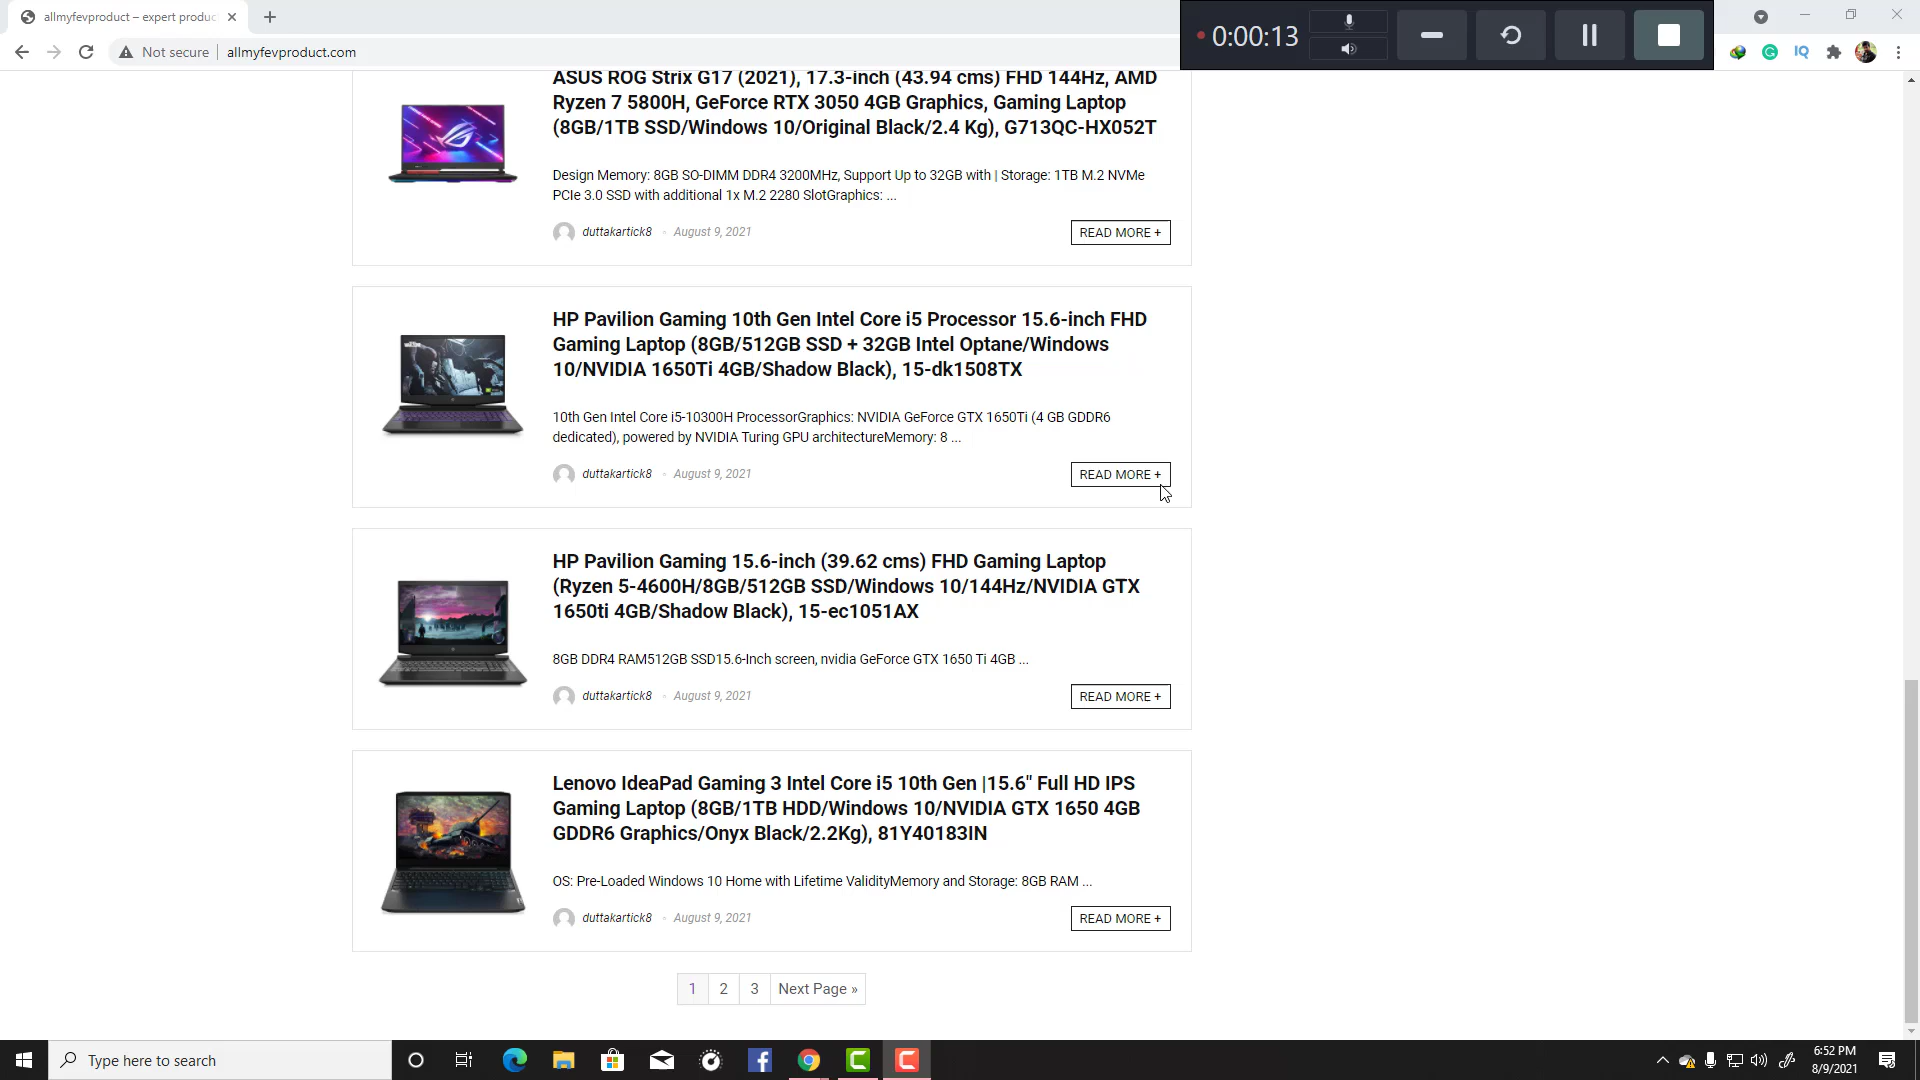 allmyfevproduct – expert produc
0:00:13
Not secure
allmyfevproduct.com
ASUS ROG Strix G17 (2021), 17.3-inch (43.94 cms) FHD 144Hz, AMD
Ryzen 7 5800H, GeForce RTX 3050 4GB Graphics, Gaming Laptop
(8GB/1TB SSD/Windows 10/Original Black/2.4 Kg), G713QC-HX052T
Design Memory: 8GB SO-DIMM DDR4 3200MHz, Support Up to 32GB with | Storage: 1TB M.2 NVMe
PCIe 3.0 SSD with additional 1x M.2 2280 SlotGraphics: ...
duttakartick8 August 9, 2021 READ MORE +
HP Pavilion Gaming 10th Gen Intel Core i5 Processor 15.6-inch FHD
Gaming Laptop (8GB/512GB SSD + 32GB Intel Optane/Windows
10/NVIDIA 1650Ti 4GB/Shadow Black), 15-dk1508TX
10th Gen Intel Core i5-10300H ProcessorGraphics: NVIDIA GeForce GTX 1650Ti (4 GB GDDR6
dedicated), powered by NVIDIA Turing GPU architectureMemory: 8 ...
duttakartick8 August 9, 2021 READ MORE +
HP Pavilion Gaming 15.6-inch (39.62 cms) FHD Gaming Laptop
(Ryzen 5-4600H/8GB/512GB SSD/Windows 10/144Hz/NVIDIA GTX
1650ti 4GB/Shadow Black), 15-ec1051AX
8GB DDR4 RAM512GB SSD15.6-Inch screen, nvidia GeForce GTX 1650 Ti 4GB ...
duttakartick8 August 9, 2021 READ MORE +
Lenovo IdeaPad Gaming 3 Intel Core i5 10th Gen |15.6" Full HD IPS
Gaming Laptop (8GB/1TB HDD/Windows 10/NVIDIA GTX 1650 4GB
GDDR6 Graphics/Onyx Black/2.2Kg), 81Y40183IN
OS: Pre-Loaded Windows 10 Home with Lifetime ValidityMemory and Storage: 8GB RAM ...
duttakartick8 August 9, 2021 READ MORE +
1 2 3 Next Page »
Type here to search
6:52 PM
8/9/2021